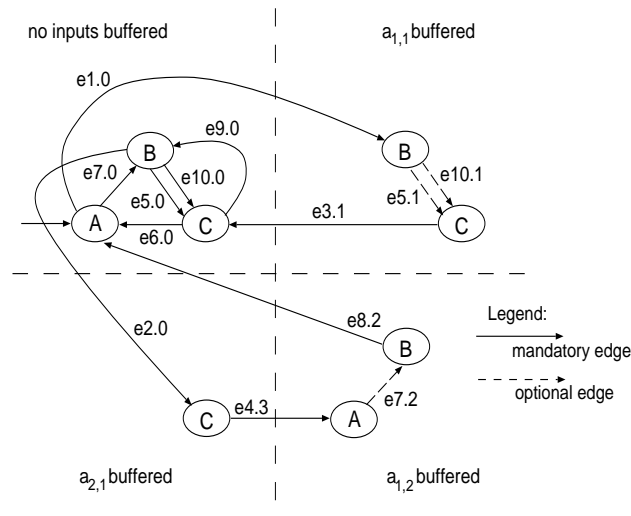 no inputs buffered
a1,1 buffered
e1.0
e9.0
B
B
e7.0
e10.0
e10.1
e5.0
e5.1
e3.1
A
C
C
e6.0
e8.2
Legend:
e2.0
mandatory edge
B
e7.2
optional edge
e4.3
C
A
a2,1 buffered
a1,2 buffered